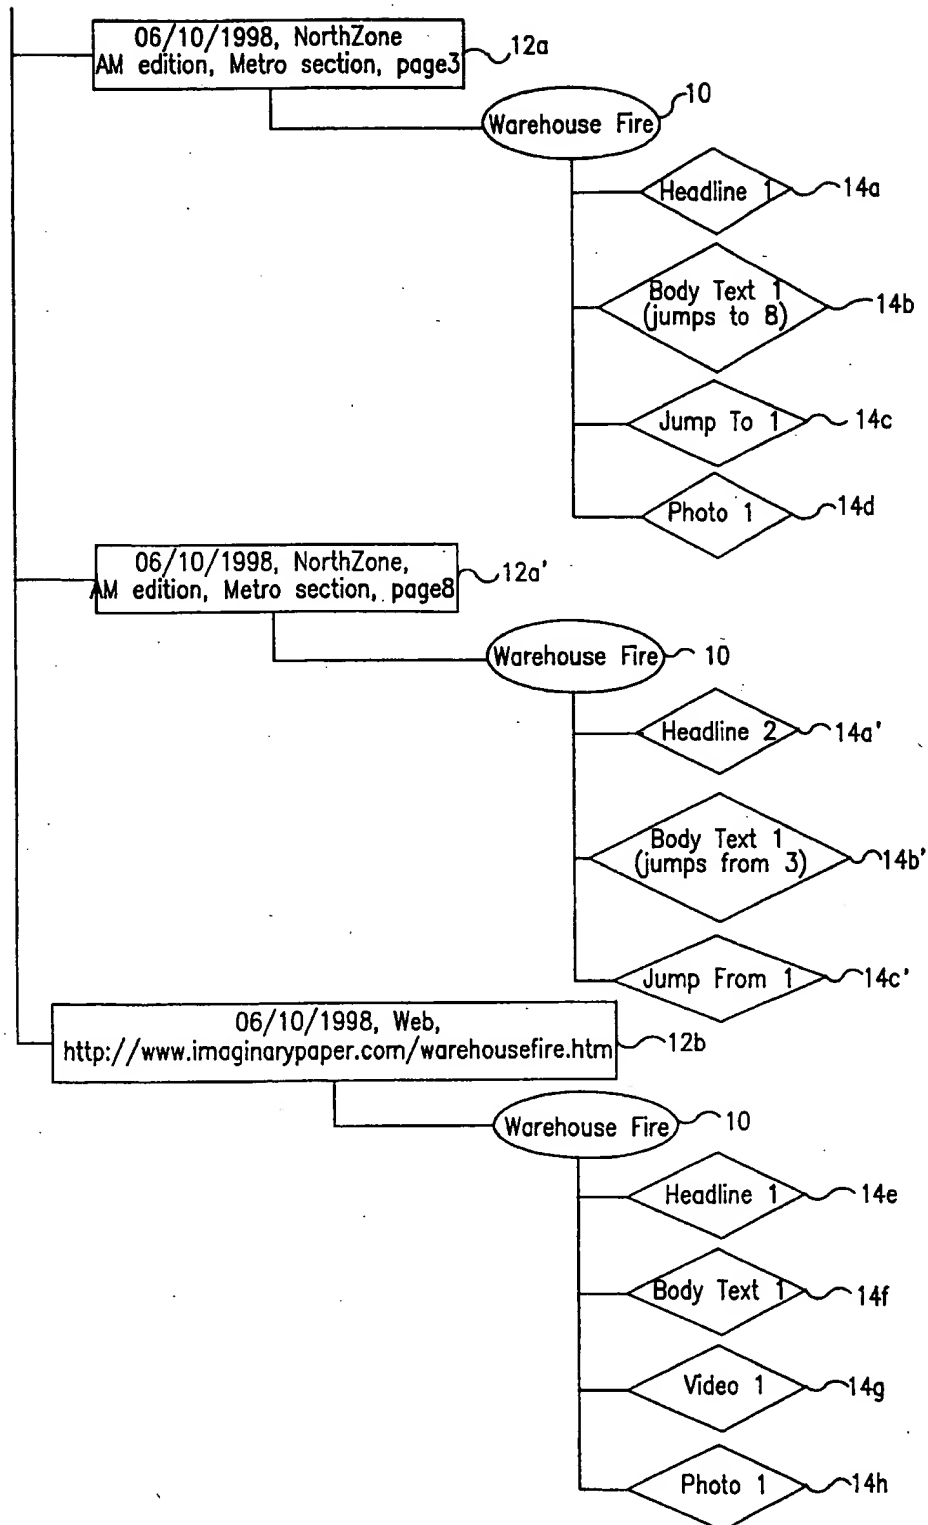 06/10/1998, NorthZone
AM edition, Metro section, page3
12a
Warehouse Fire
10
Headline 1
14a
Body Text 1
(jumps to 8)
14b
Jump To 1
14c
Photo 1
14d
06/10/1998, NorthZone,
AM edition, Metro section, page8
12a'
Warehouse Fire
10
Headline 2
14a'
Body Text 1
(jumps from 3)
14b'
Jump From 1
14c'
06/10/1998, Web,
http://www.imaginarypaper.com/warehousefire.htm
12b
Warehouse Fire
10
Headline 1
14e
Body Text 1
14f
Video 1
14g
Photo 1
14h